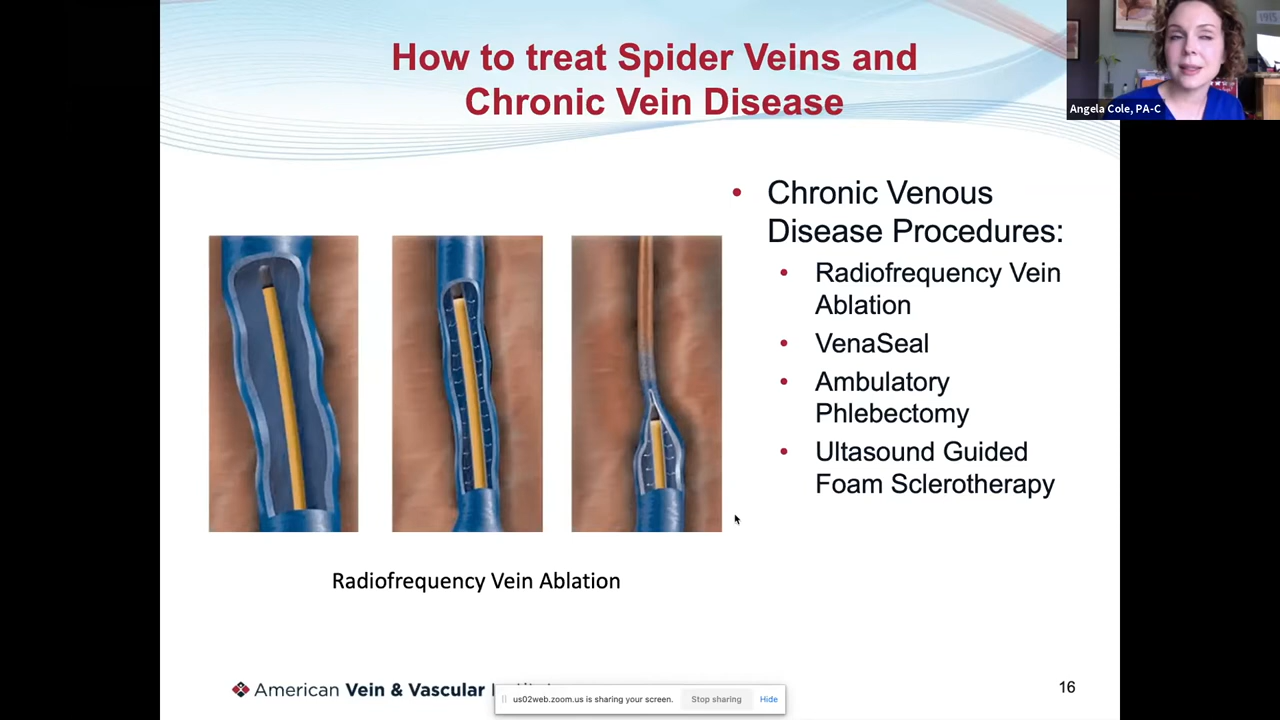 How to treat Spider Veins and
Chronic Vein Disease
Angela Cole, PA-C
• Chronic Venous
Disease Procedures:
• Radiofrequency Vein
Ablation
• VenaSeal
• Ambulatory
Phlebectomy
• Ultasound Guided
Foam Sclerotherapy
Radiofrequency Vein Ablation
American Vein & Vascular
us02web.zoom.us is sharing your screen.
Stop sharing
Hide
16